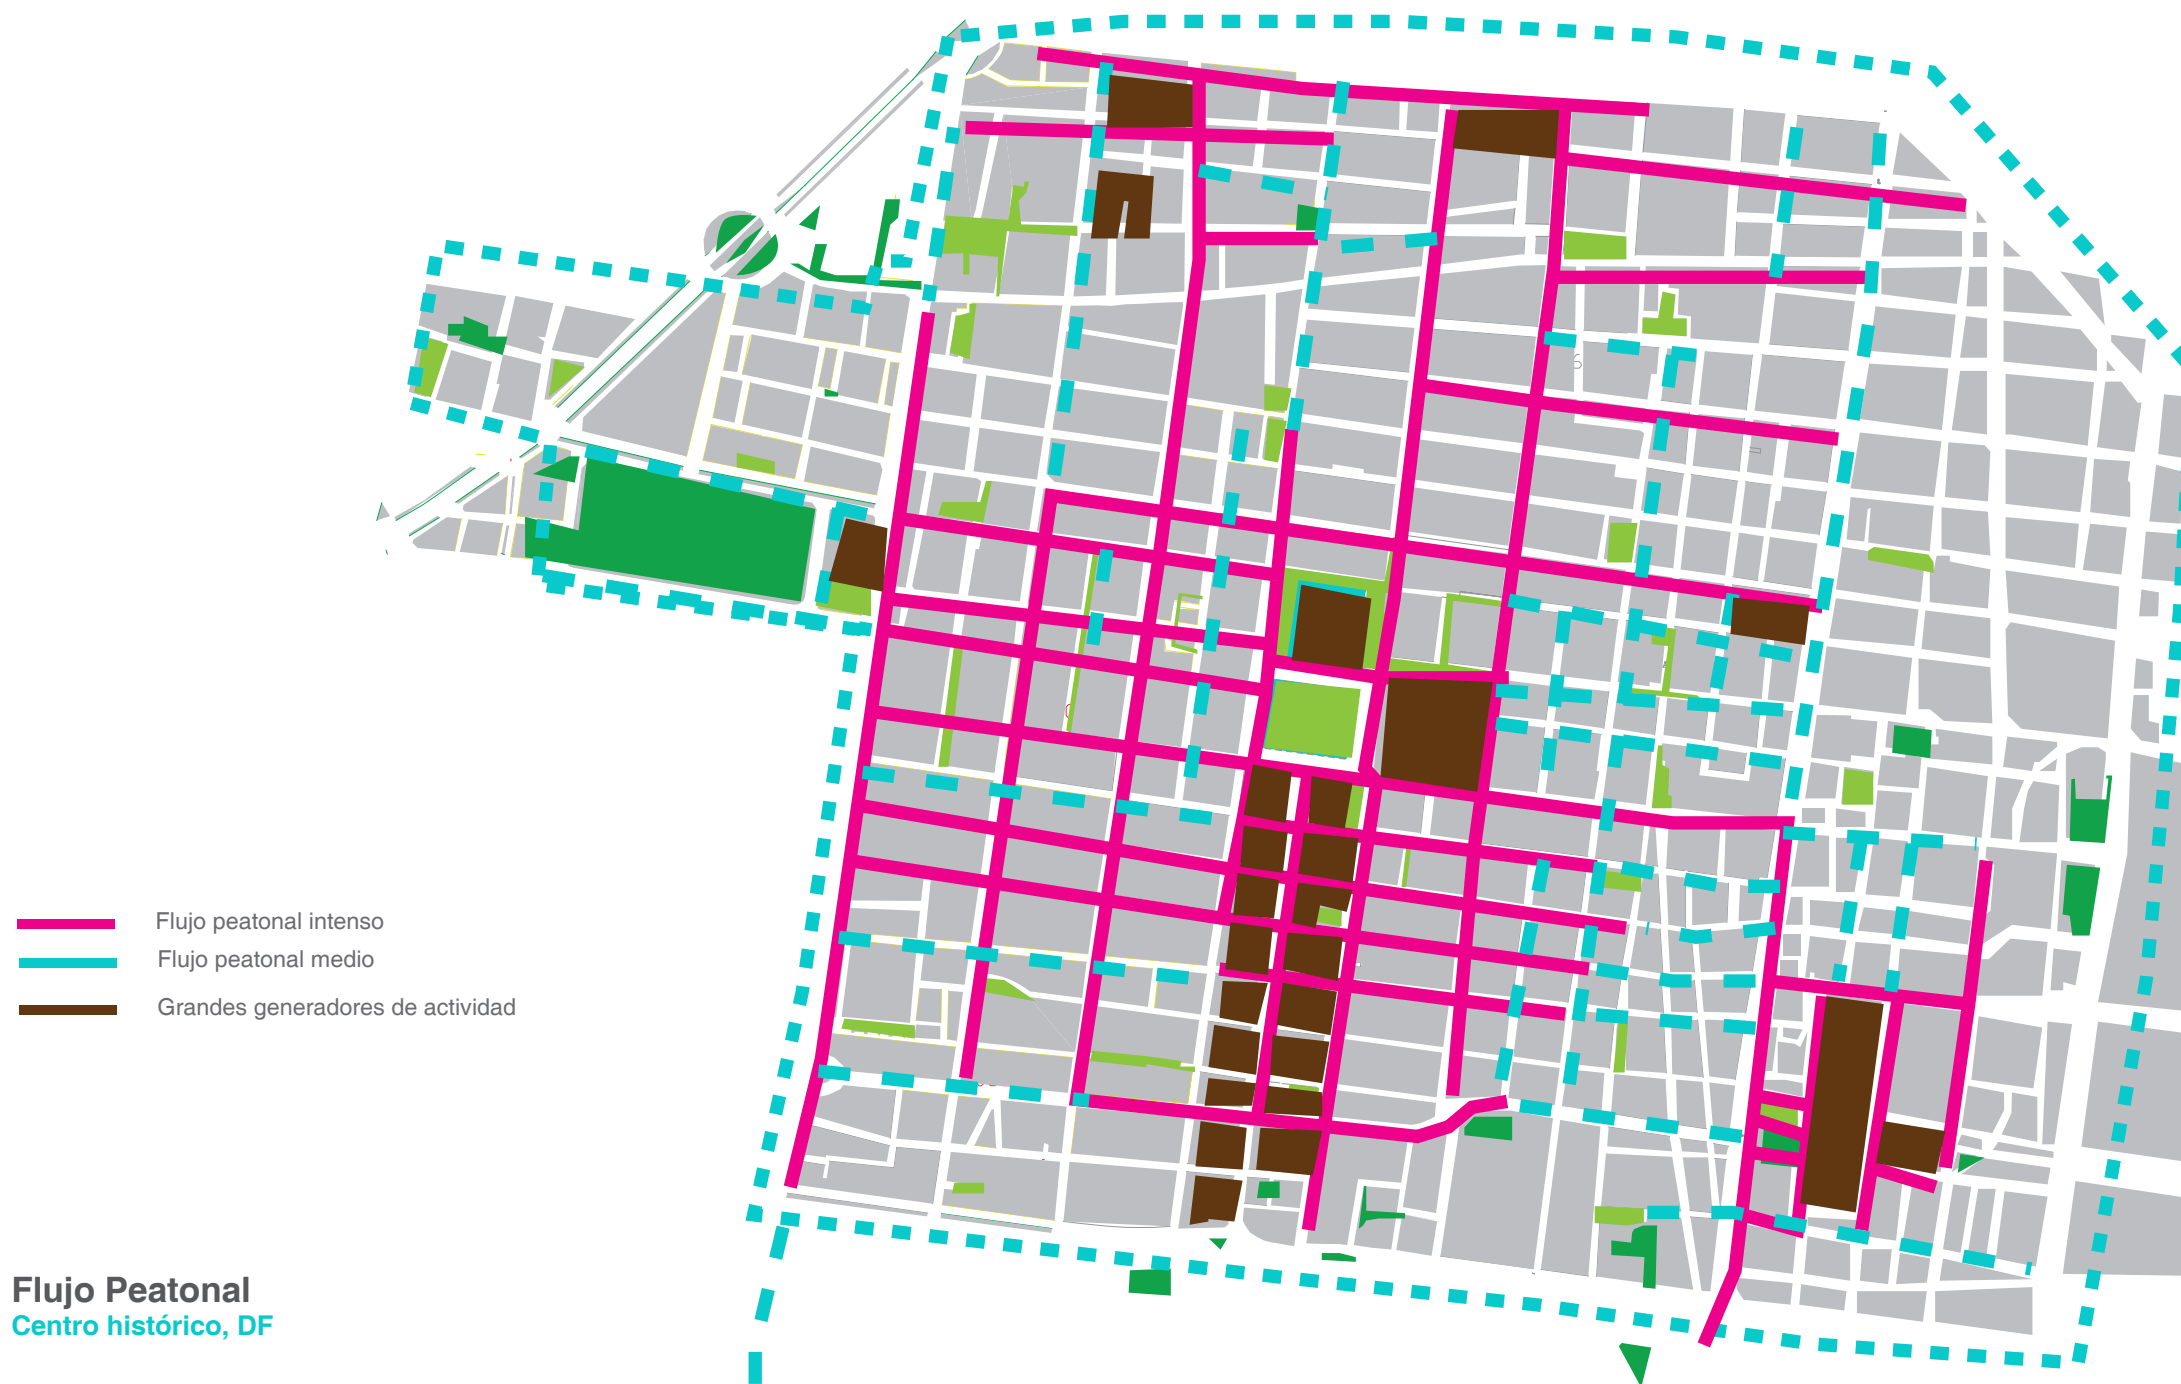 Flujo peatonal intenso
Flujo peatonal medio
Grandes generadores de actividad
Flujo Peatonal
Centro histórico, DF